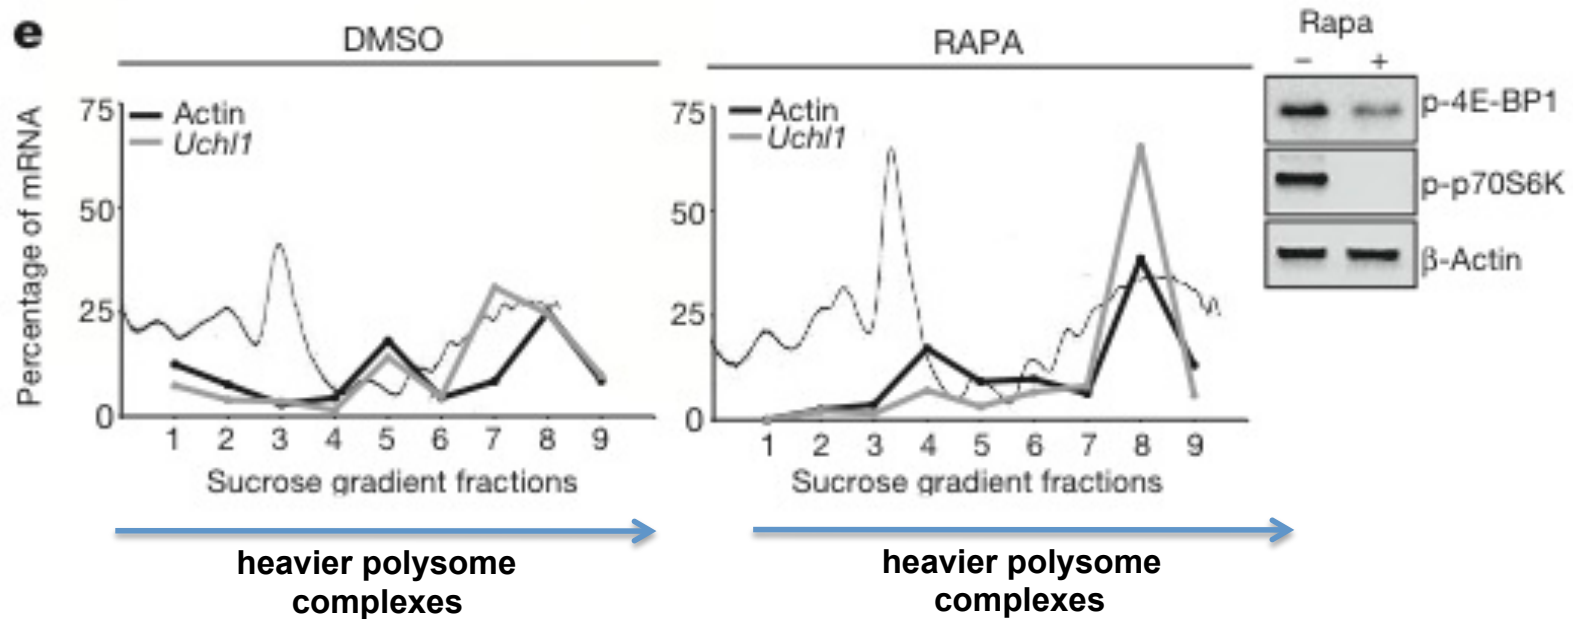 e
DMSO
Percentage of mRNA
75
50
25
0
Actin
Uchl1
1 2 3 4 5 6 7 8 9
Sucrose gradient fractions
heavier polysome
complexes
RAPA
75
50
25
0
Actin
Uchl1
1 2 3 4 5 6 7 8 9
Sucrose gradient fractions
heavier polysome
complexes
Rapa
− +
p-4E-BP1
p-p70S6K
β-Actin